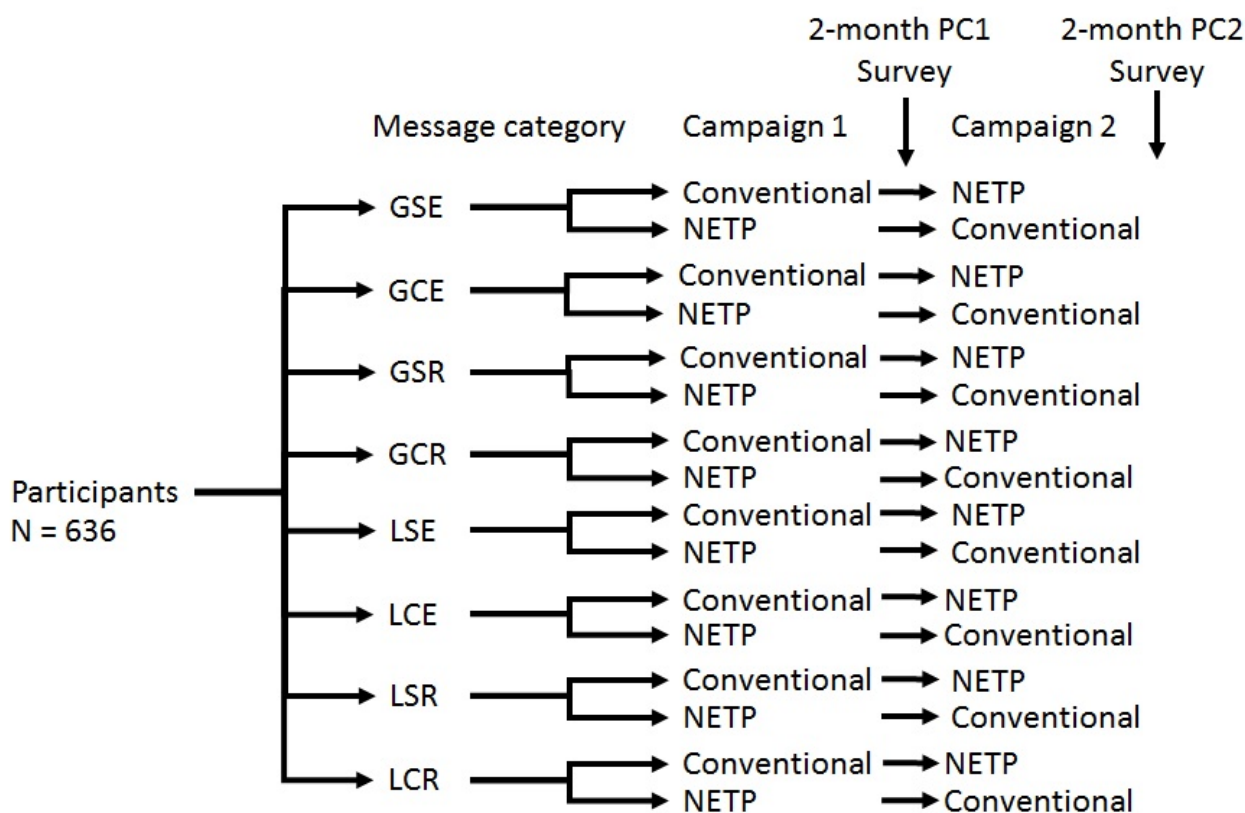 2-month PC1 2-month PC2
Survey Survey
Message category Campaign 1 Campaign 2
GSE Conventional NETP
NETP Conventional
GCE Conventional NETP
NETP Conventional
GSR Conventional NETP
NETP Conventional
GCR Conventional NETP
NETP Conventional
Participants
N = 636
LSE Conventional NETP
NETP Conventional
LCE Conventional NETP
NETP Conventional
LSR Conventional NETP
NETP Conventional
LCR Conventional NETP
NETP Conventional